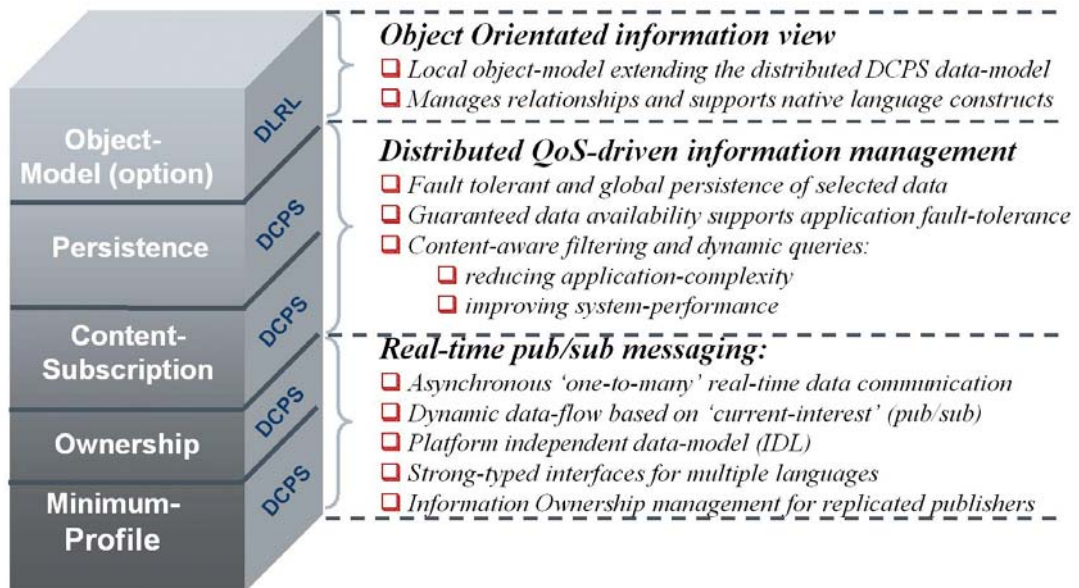 Object-
Model (option)
DLRL
Persistence
DCPS
Content-
Subscription
DCPS
Ownership
DCPS
Minimum-
Profile
DCPS
Object Orientated information view
Local object-model extending the distributed DCPS data-model
Manages relationships and supports native language constructs
Distributed QoS-driven information management
Fault tolerant and global persistence of selected data
Guaranteed data availability supports application fault-tolerance
Content-aware filtering and dynamic queries:
reducing application-complexity
improving system-performance
Real-time pub/sub messaging:
Asynchronous ‘one-to-many’ real-time data communication
Dynamic data-flow based on ‘current-interest’ (pub/sub)
Platform independent data-model (IDL)
Strong-typed interfaces for multiple languages
Information Ownership management for replicated publishers